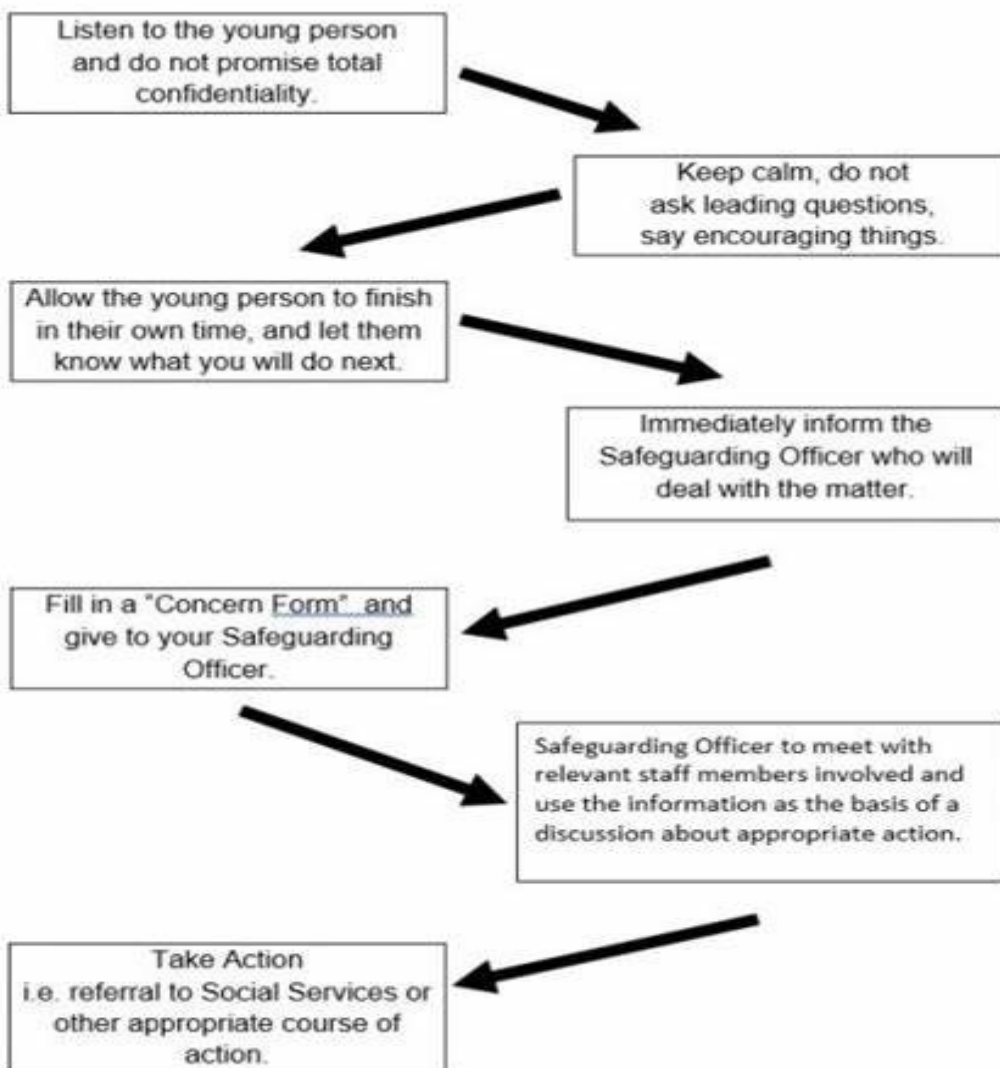 Listen to the young person
and do not promise total
confidentiality.
Keep calm, do not
ask leading questions,
say encouraging things.
Allow the young person to finish
in their own time, and let them
know what you will do next.
Immediately inform the
Safeguarding Officer who will
deal with the matter.
Fill in a "Concern Form" and
give to your Safeguarding
Officer.
Safeguarding Officer to meet with
relevant staff members involved and
use the information as the basis of a
discussion about appropriate action.
Take Action
i.e. referral to Social Services or
other appropriate course of
action.